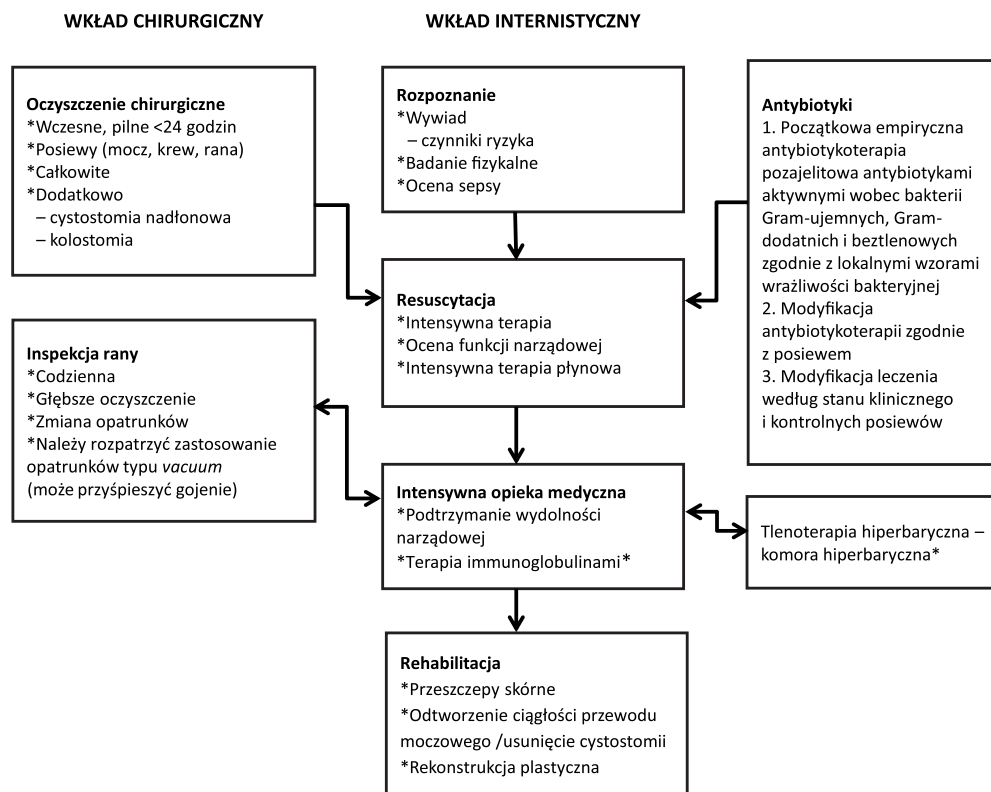 WKŁAD CHIRURGICZNY
WKŁAD INTERNISTYCZNY
Oczyszczenie chirurgiczne
*Wczesne, pilne <24 godzin
*Posiewy (mocz, krew, rana)
*Całkowite
*Dodatkowo
– cystostomia nadłonowa
– kolostomia
Rozpoznanie
*Wywiad
– czynniki ryzyka
*Badanie fizykalne
*Ocena sepsy
Antybiotyki
1. Początkowa empiryczna
antybiotykoterapia
pozajelitowa antybiotykami
aktywnymi wobec bakterii
Gram-ujemnych, Gram-
dodatnich i beztlenowych
zgodnie z lokalnymi wzorami
wrażliwości bakteryjnej
2. Modyfikacja
antybiotykoterapii zgodnie
z posiewem
3. Modyfikacja leczenia
według stanu klinicznego
i kontrolnych posiewów
Resuscytacja
*Intensywna terapia
*Ocena funkcji narządowej
*Intensywna terapia płynowa
Inspekcja rany
*Codzienna
*Głębsze oczyszczenie
*Zmiana opatrunków
*Należy rozpatrzyć zastosowanie
opatrunków typu vacuum
(może przyśpieszyć gojenie)
Intensywna opieka medyczna
*Podtrzymanie wydolności
narządowej
*Terapia immunoglobulinami*
Tlenoterapia hiperbaryczna –
komora hiperbaryczna*
Rehabilitacja
*Przeszczepy skórne
*Odtworzenie ciągłości przewodu
moczowego /usunięcie cystostomii
*Rekonstrukcja plastyczna